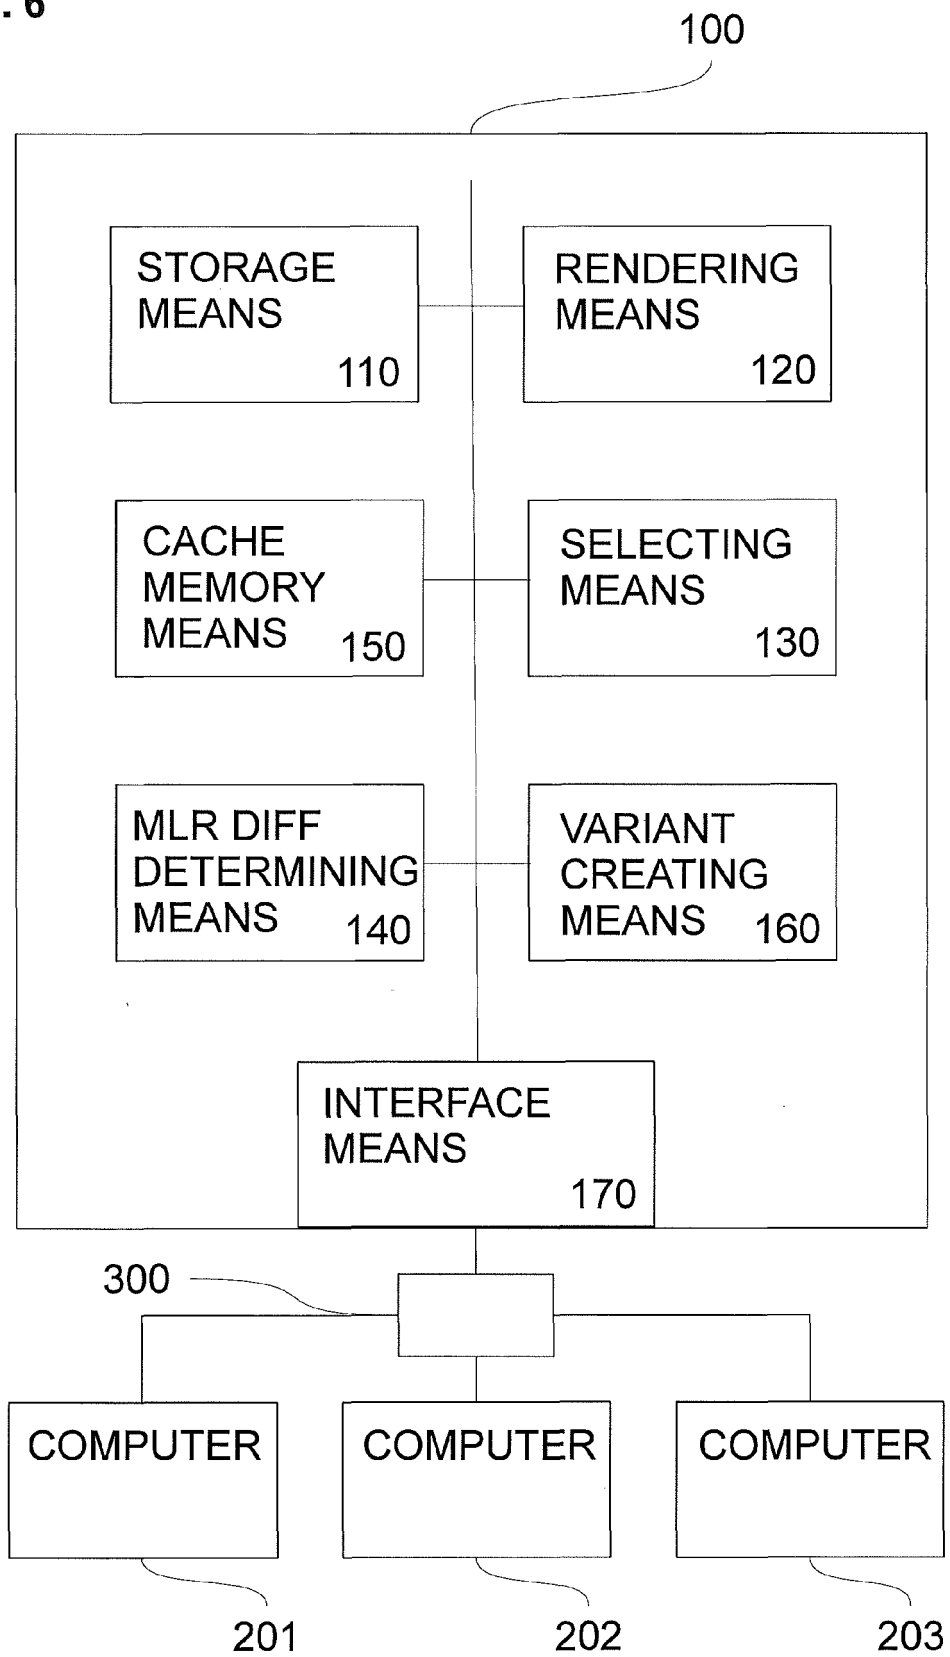 . 6
100
STORAGE
MEANS
110
RENDERING
MEANS
120
CACHE
MEMORY
MEANS
150
SELECTING
MEANS
130
MLR DIFF
DETERMINING
MEANS
140
VARIANT
CREATING
MEANS
160
INTERFACE
MEANS
170
300
COMPUTER
COMPUTER
COMPUTER
201
202
203